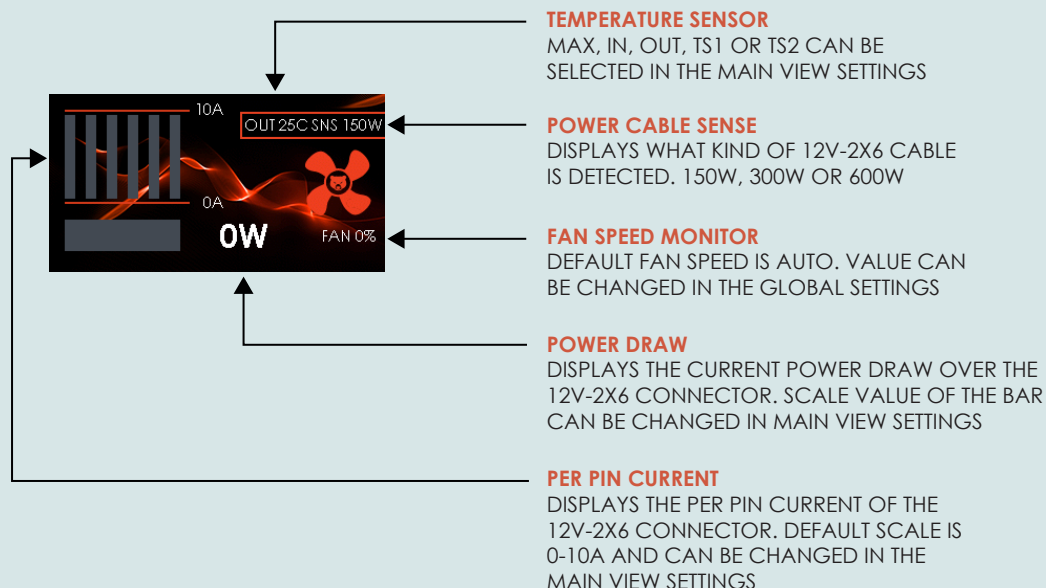 TEMPERATURE SENSOR
MAX, IN, OUT, TS1 OR TS2 CAN BE
SELECTED IN THE MAIN VIEW SETTINGS
10A
OUT 25C SNS 150W
0A
0W
FAN 0%
POWER CABLE SENSE
DISPLAYS WHAT KIND OF 12V-2X6 CABLE
IS DETECTED. 150W, 300W OR 600W
FAN SPEED MONITOR
DEFAULT FAN SPEED IS AUTO. VALUE CAN
BE CHANGED IN THE GLOBAL SETTINGS
POWER DRAW
DISPLAYS THE CURRENT POWER DRAW OVER THE
12V-2X6 CONNECTOR. SCALE VALUE OF THE BAR
CAN BE CHANGED IN MAIN VIEW SETTINGS
PER PIN CURRENT
DISPLAYS THE PER PIN CURRENT OF THE
12V-2X6 CONNECTOR. DEFAULT SCALE IS
0-10A AND CAN BE CHANGED IN THE
MAIN VIEW SETTINGS